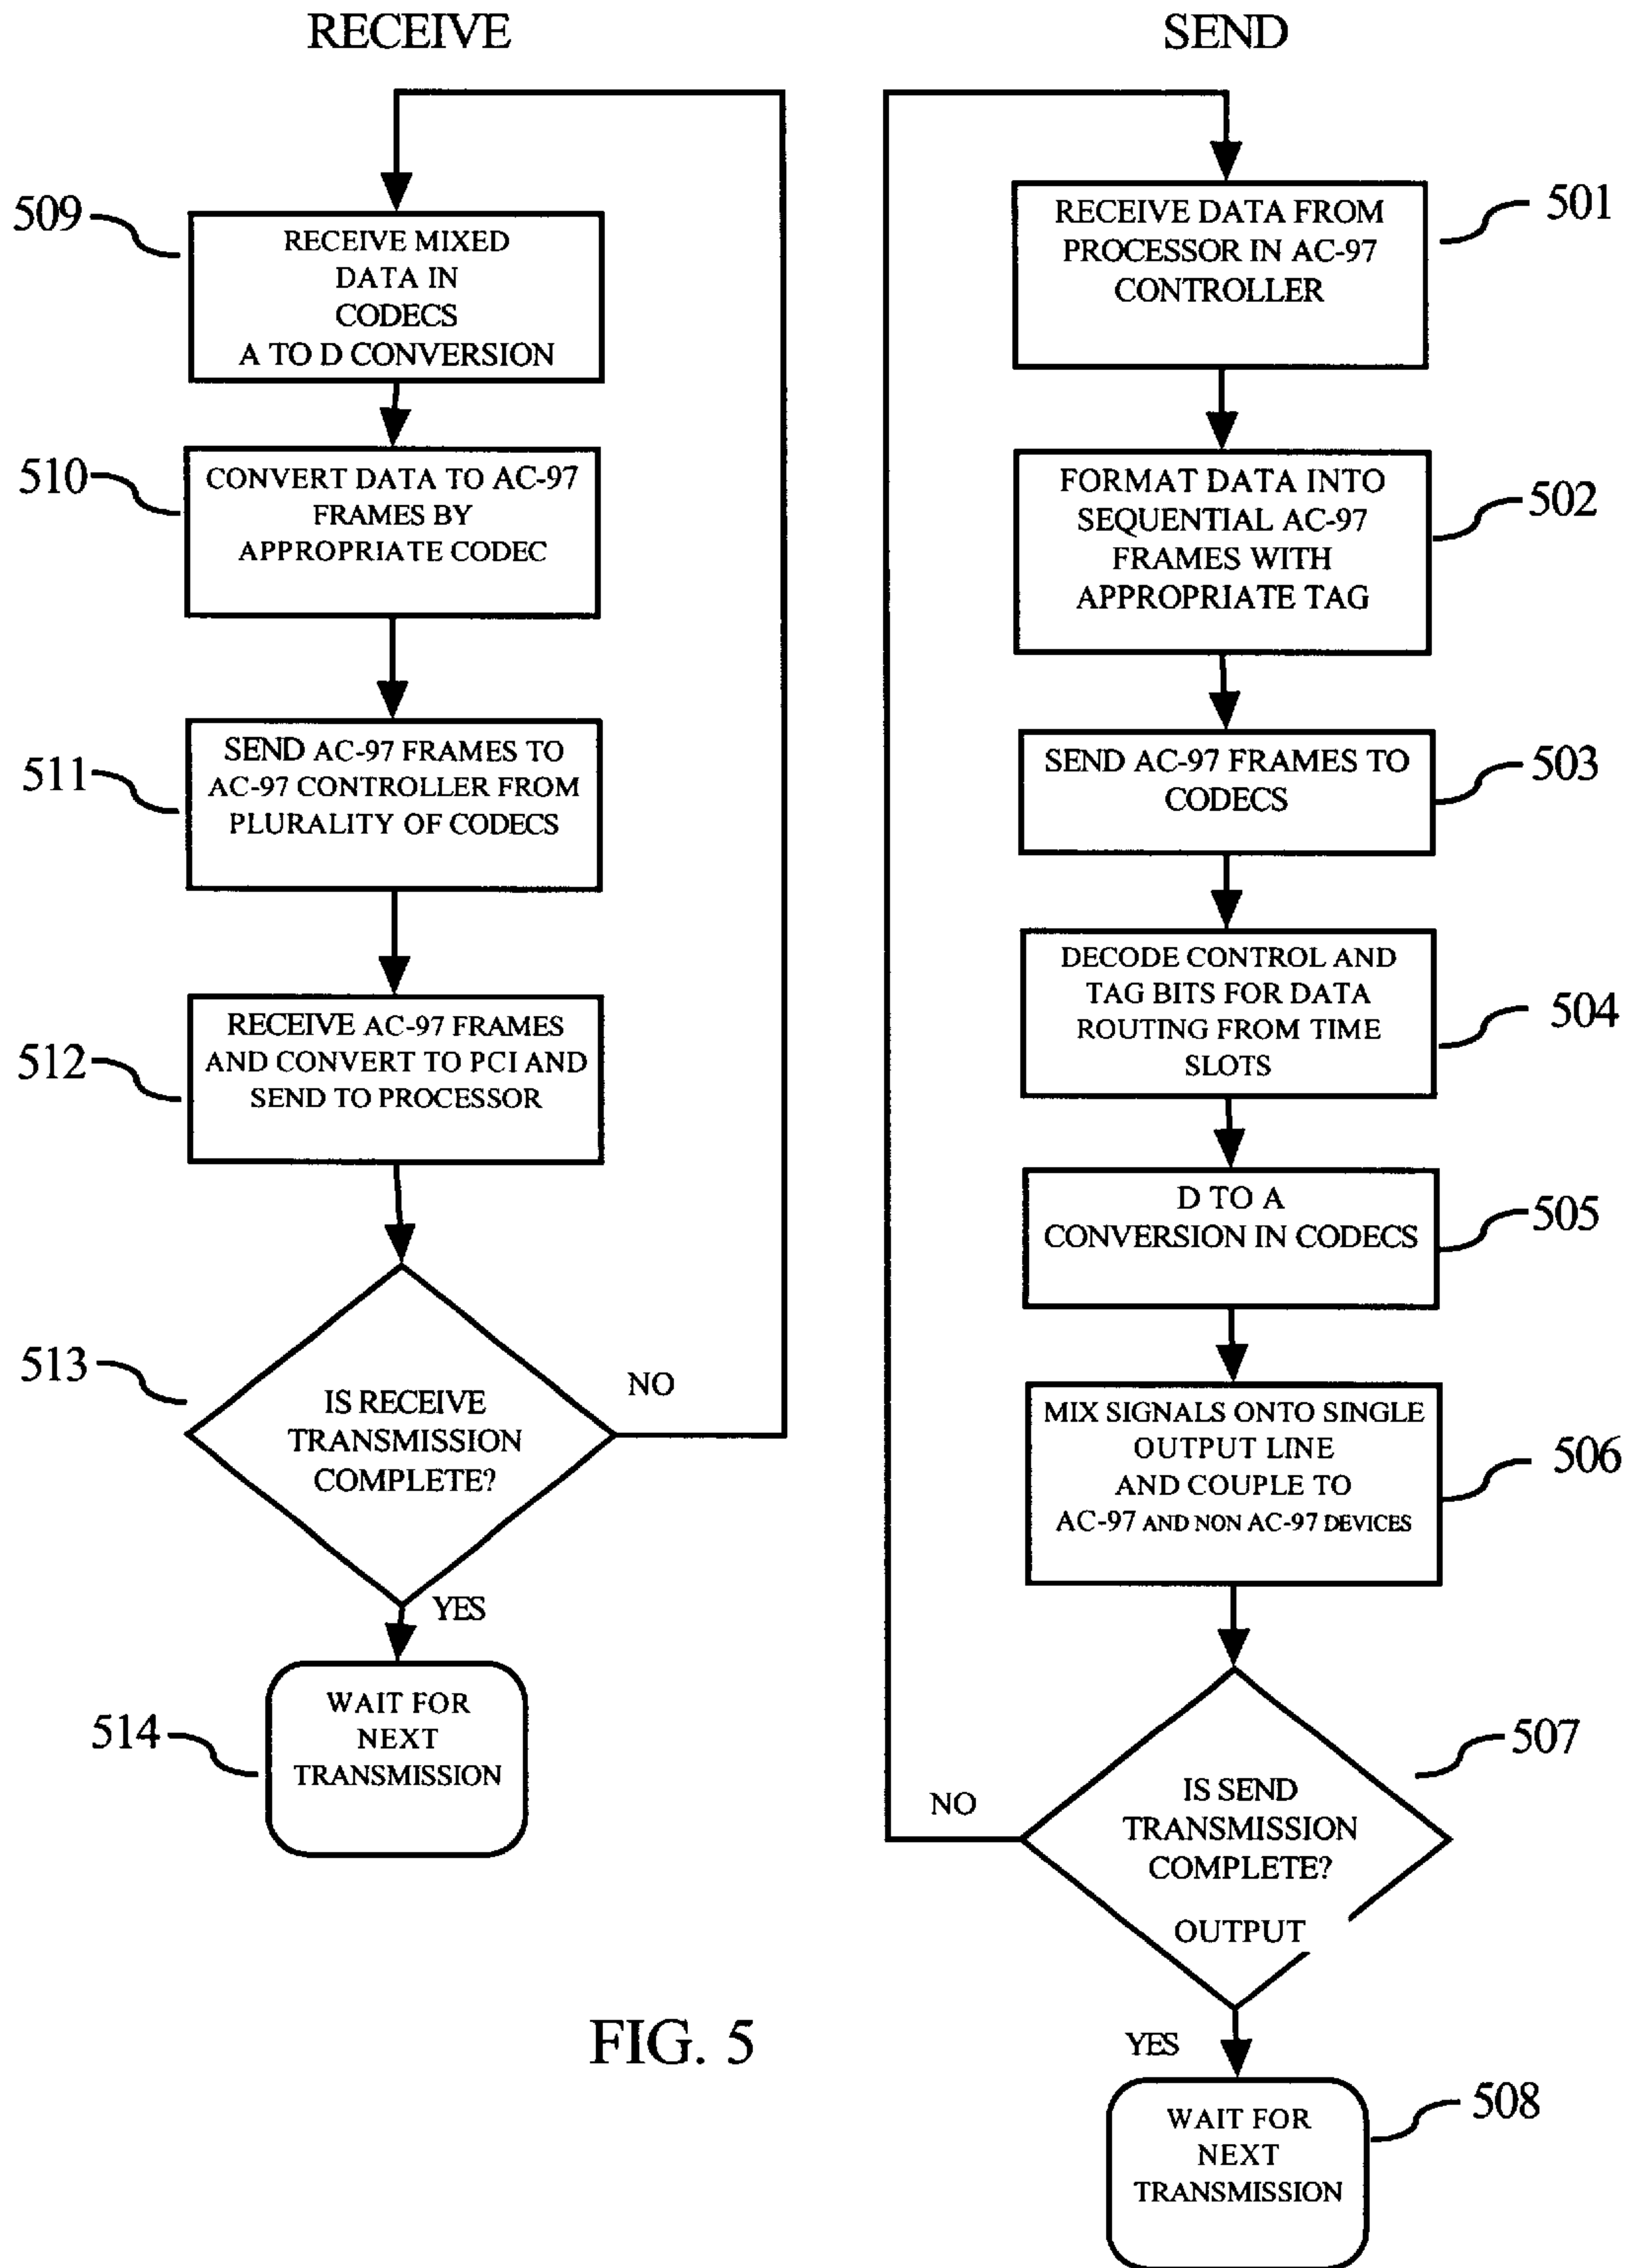 RECEIVE
509
RECEIVE MIXED
DATA IN
CODECS
A TO D CONVERSION
510
CONVERT DATA TO AC-97
FRAMES BY
APPROPRIATE CODEC
511
SEND AC-97 FRAMES TO
AC-97 CONTROLLER FROM
PLURALITY OF CODECS
512
RECEIVE AC-97 FRAMES
AND CONVERT TO PCI AND
SEND TO PROCESSOR
513
IS RECEIVE
TRANSMISSION
COMPLETE?
NO
YES
514
WAIT FOR
NEXT
TRANSMISSION
SEND
501
RECEIVE DATA FROM
PROCESSOR IN AC-97
CONTROLLER
502
FORMAT DATA INTO
SEQUENTIAL AC-97
FRAMES WITH
APPROPRIATE TAG
503
SEND AC-97 FRAMES TO
CODECS
504
DECODE CONTROL AND
TAG BITS FOR DATA
ROUTING FROM TIME
SLOTS
505
D TO A
CONVERSION IN CODECS
506
MIX SIGNALS ONTO SINGLE
OUTPUT LINE
AND COUPLE TO
AC-97 AND NON AC-97 DEVICES
507
NO
IS SEND
TRANSMISSION
COMPLETE?
OUTPUT
YES
508
WAIT FOR
NEXT
TRANSMISSION
FIG. 5